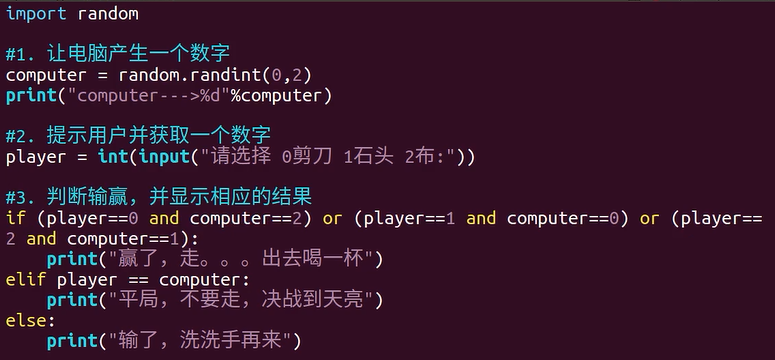 import random
#1. 让电脑产生一个数字
computer = random.randint(0,2)
print("computer--->%d"%computer)
#2. 提示用户并获取一个数字
player = int(input("请选择 0剪刀 1石头 2布:"))
#3. 判断输赢，并显示相应的结果
if (player==0 and computer==2) or (player==1 and computer==0) or (player==
2 and computer==1):
    print("赢了，走。。。出去喝一杯")
elif player == computer:
    print("平局，不要走，决战到天亮")
else:
    print("输了，洗洗手再来")